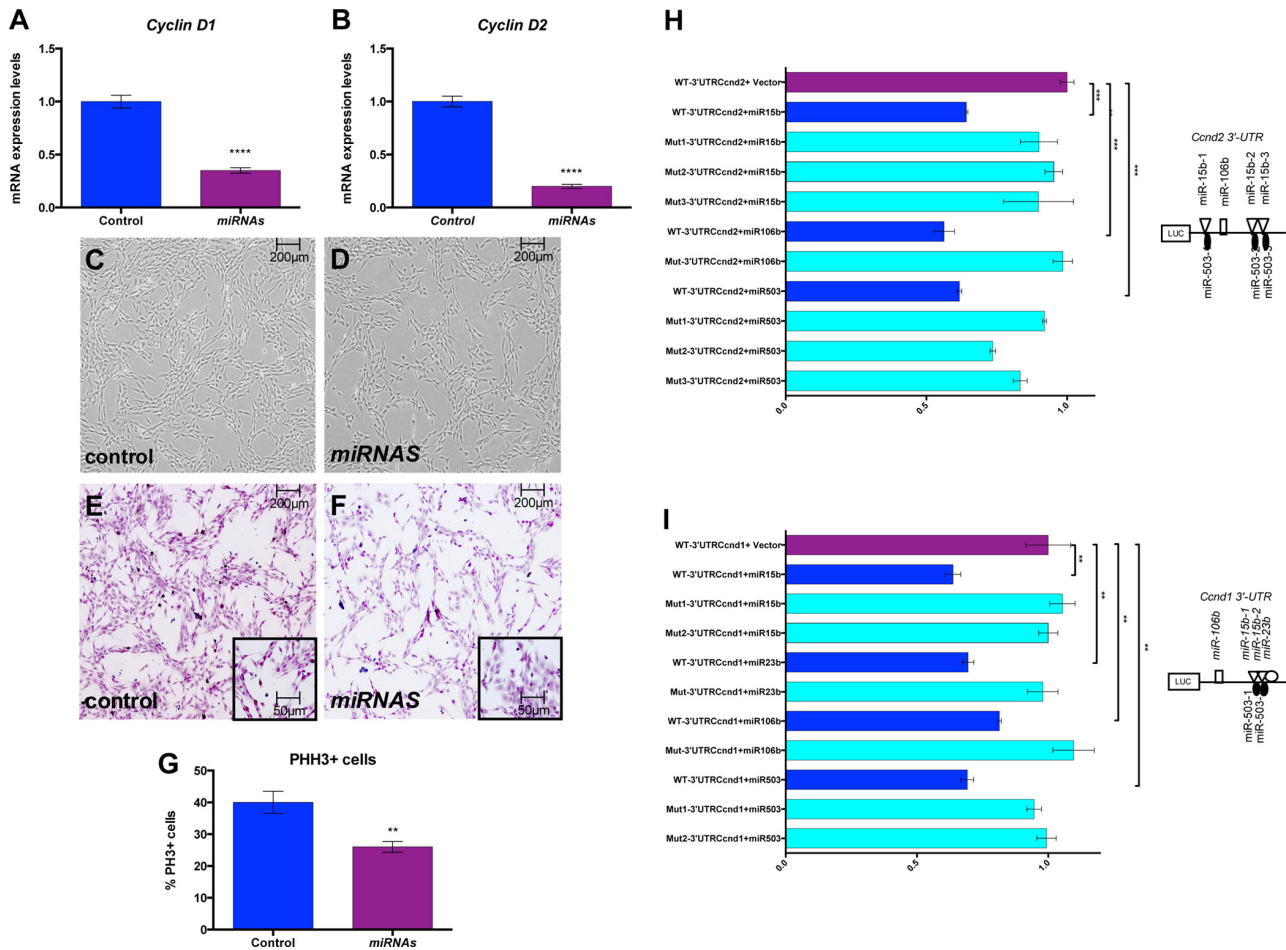 A
Cyclin D1
mRNA expression levels
1.5
1.0
0.5
0.0
****
Control
miRNAs
B
Cyclin D2
mRNA expression levels
1.5
1.0
0.5
0.0
****
Control
miRNAs
C
200µm
control
D
200µm
miRNAS
E
200µm
control
50µm
F
200µm
miRNAS
50µm
G
PHH3+ cells
% PH3+ cells
50
40
30
20
10
0
**
Control
miRNAs
H
WT-3'UTRCcnd2+ Vector
WT-3'UTRCcnd2+miR15b
Mut1-3'UTRCcnd2+miR15b
Mut2-3'UTRCcnd2+miR15b
Mut3-3'UTRCcnd2+miR15b
WT-3'UTRCcnd2+miR106b
Mut-3'UTRCcnd2+miR106b
WT-3'UTRCcnd2+miR503
Mut1-3'UTRCcnd2+miR503
Mut2-3'UTRCcnd2+miR503
Mut3-3'UTRCcnd2+miR503
0.0
0.5
1.0
***
***
***
Ccnd2 3'-UTR
miR-15b-1
miR-106b
miR-15b-2
miR-15b-3
LUC
miR-503-2
miR-503-3
I
WT-3'UTRCcnd1+ Vector
WT-3'UTRCcnd1+miR15b
Mut1-3'UTRCcnd1+miR15b
Mut2-3'UTRCcnd1+miR15b
WT-3'UTRCcnd1+miR23b
Mut-3'UTRCcnd1+miR23b
WT-3'UTRCcnd1+miR106b
Mut-3'UTRCcnd1+miR106b
WT-3'UTRCcnd1+miR503
Mut1-3'UTRCcnd1+miR503
Mut2-3'UTRCcnd1+miR503
0.0
0.5
1.0
**
**
**
**
Ccnd1 3'-UTR
miR-106b
miR-15b-1
miR-15b-2
miR-23b
LUC
miR-503-1
miR-503-2